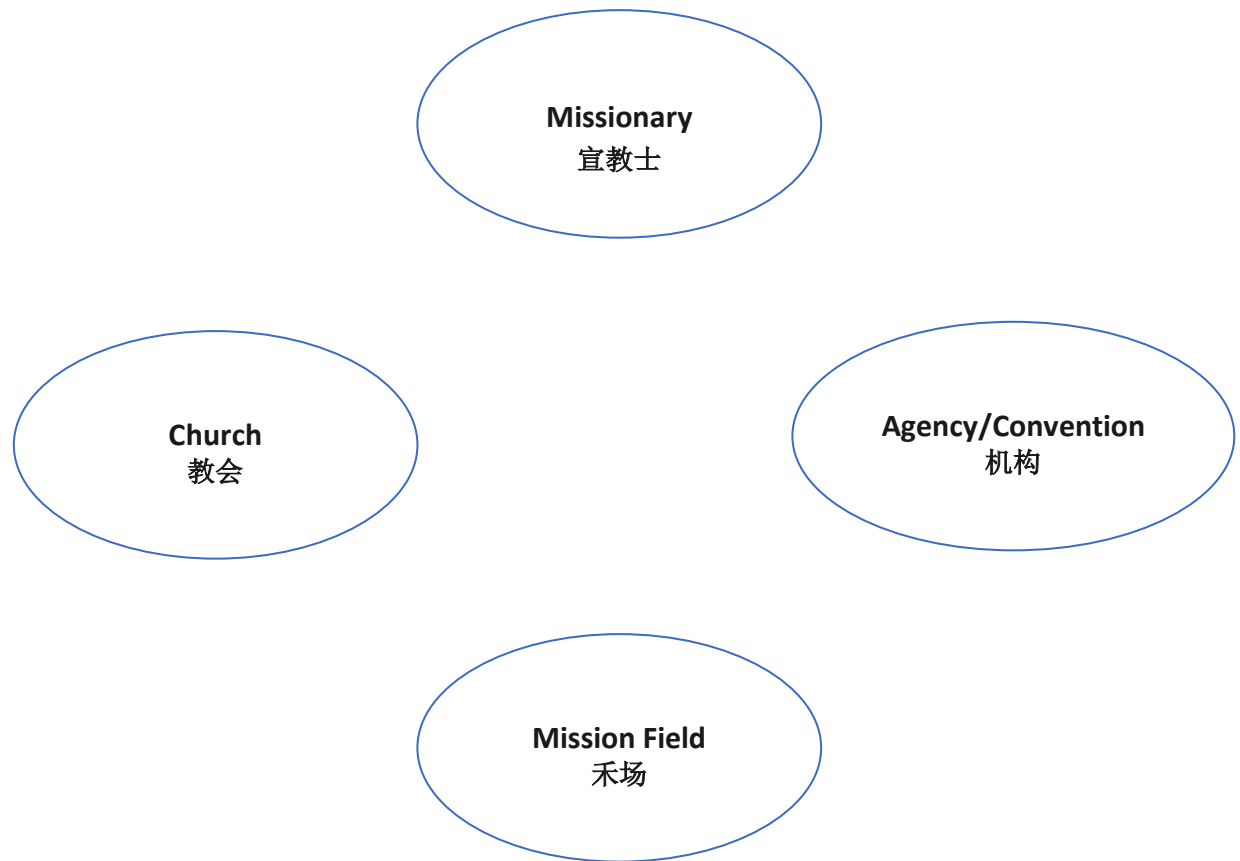 Missionary
宣教士
Church
教会
Agency/Convention
机构
Mission Field
禾场